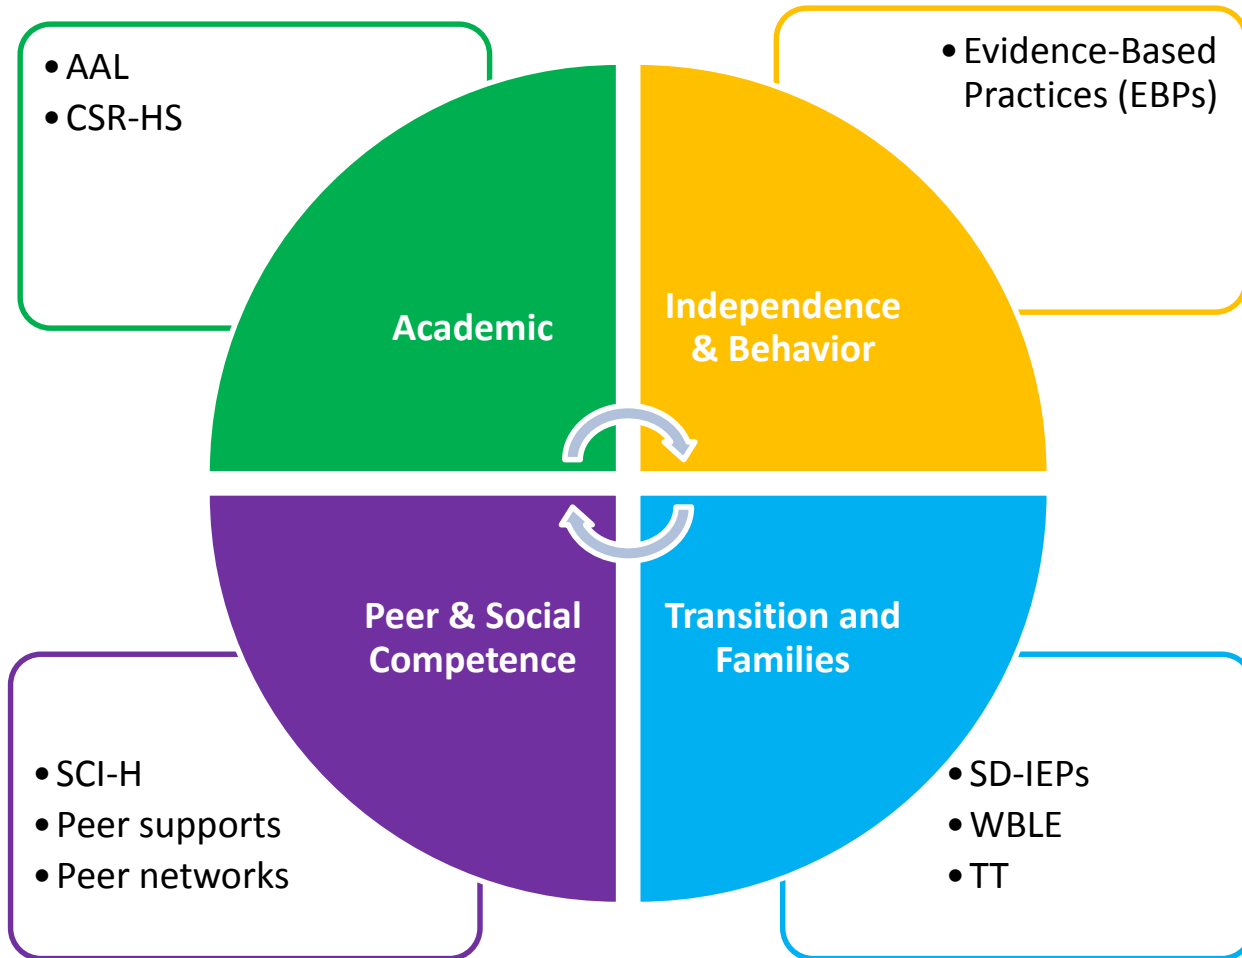 • AAL
• CSR-HS
• Evidence-Based
Practices (EBPs)
Academic
Independence
& Behavior
Peer & Social
Competence
Transition and
Families
• SCI-H
• Peer supports
• Peer networks
• SD-IEPs
• WBLE
• TT